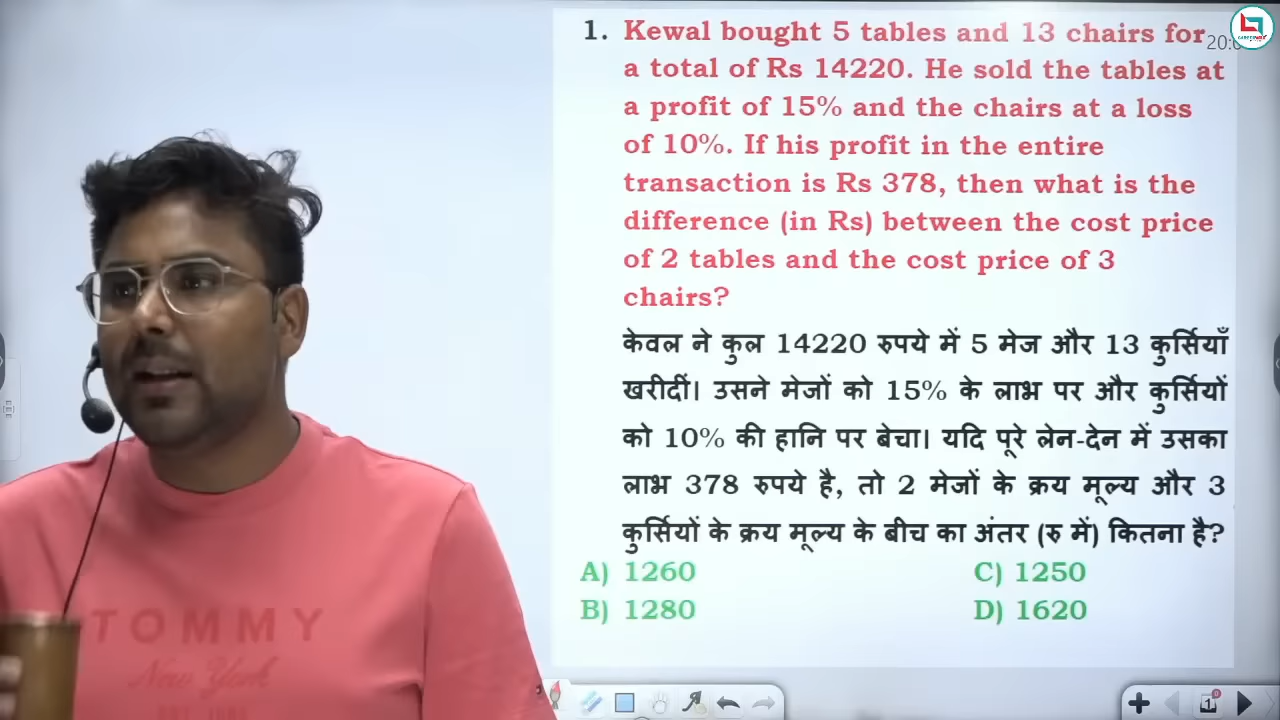 1. Kewal bought 5 tables and 13 chairs for
a total of Rs 14220. He sold the tables at
a profit of 15% and the chairs at a loss
of 10%. If his profit in the entire
transaction is Rs 378, then what is the
difference (in Rs) between the cost price
of 2 tables and the cost price of 3
chairs?
केवल ने कुल 14220 रुपये में 5 मेज और 13 कुर्सियाँ
खरीदीं। उसने मेजों को 15% के लाभ पर और कुर्सियों
को 10% की हानि पर बेचा। यदि पूरे लेन-देन में उसका
लाभ 378 रुपये है, तो 2 मेजों के क्रय मूल्य और 3
कुर्सियों के क्रय मूल्य के बीच का अंतर (रु में) कितना है?
A) 1260 C) 1250
B) 1280 D) 1620
TOMMY
New York
1